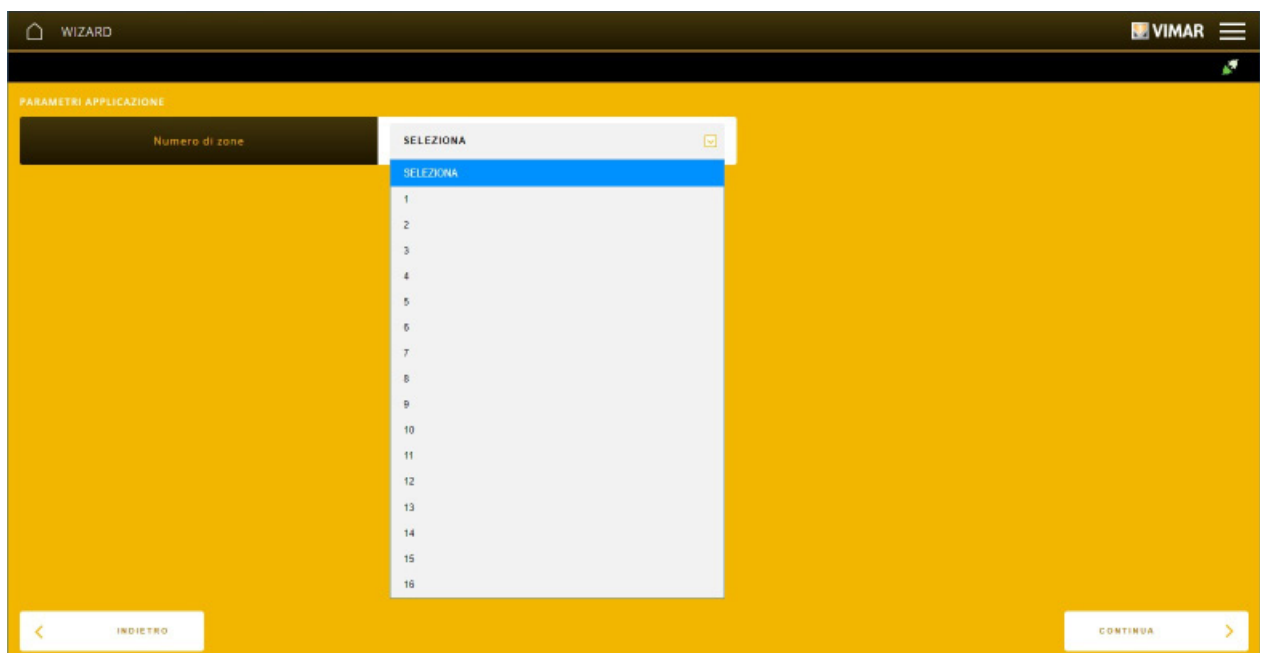 WIZARD
VIMAR
PARAMETRI APPLICAZIONE
Numero di zone
SELEZIONA
SELEZIONA
1
2
3
4
5
6
7
8
9
10
11
12
13
14
15
16
INDIETRO
CONTINUA